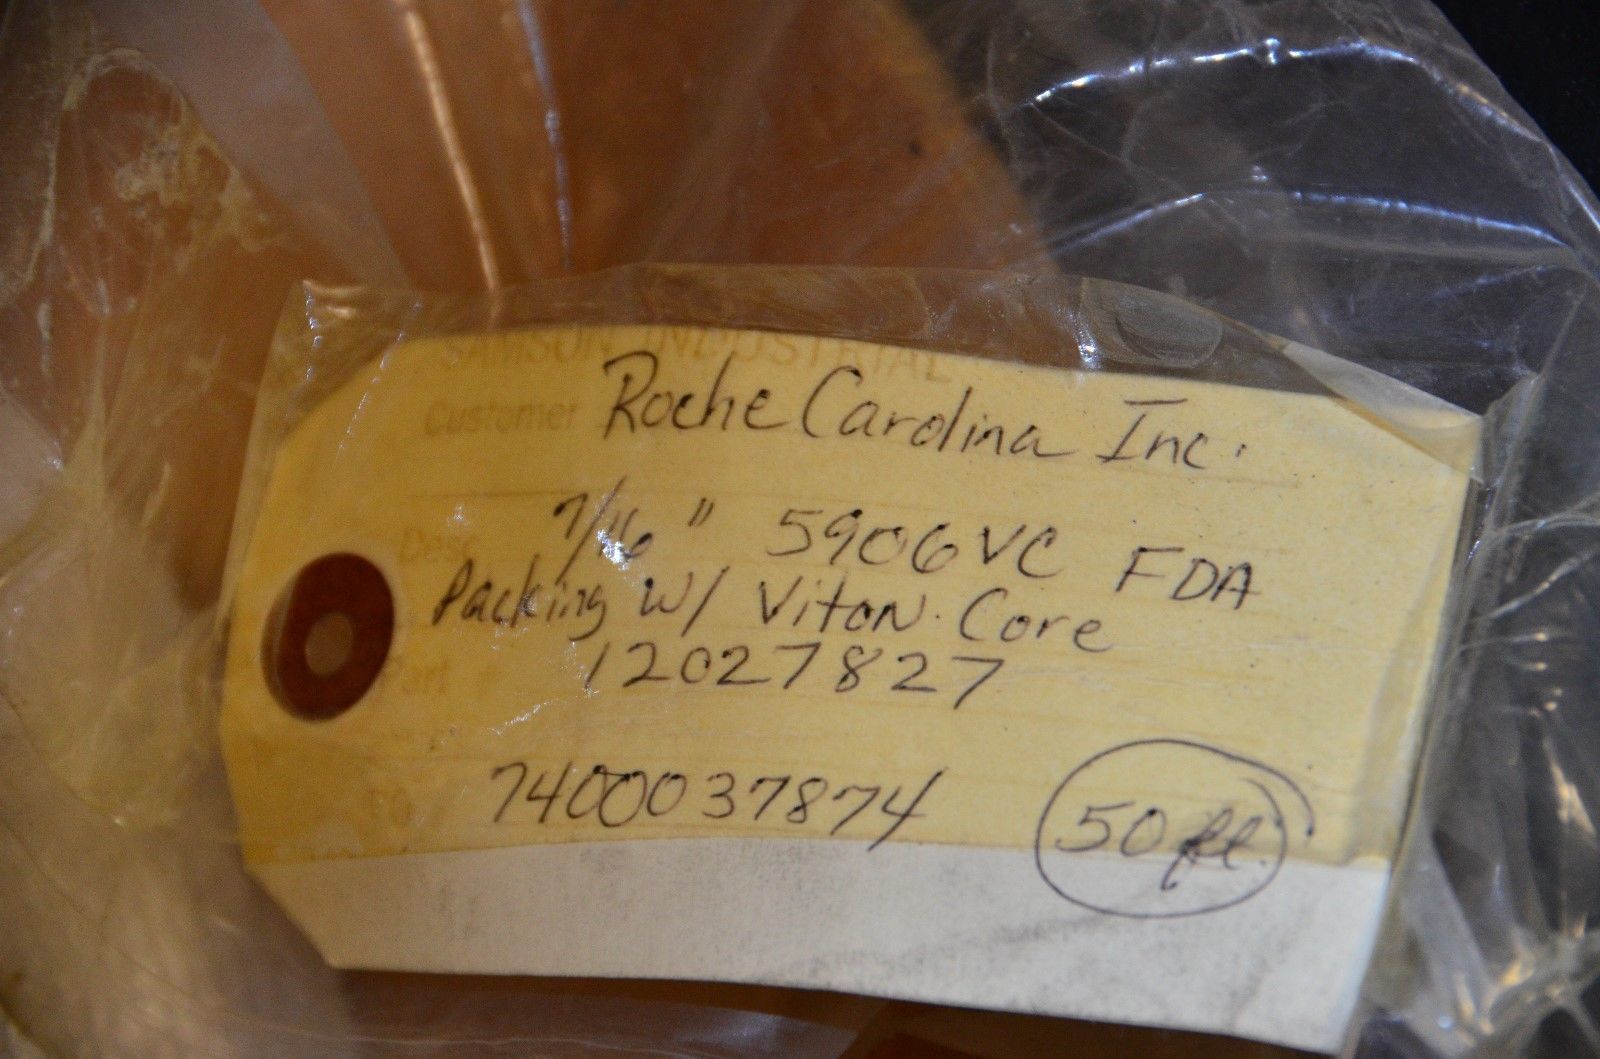 SAMSON INDUSTRIAL
Customer Roche Carolina Inc.
Desc 7/16" 5906VC FDA
Packing w/ Viton Core
Part 12027827
PO 7400037874 50 ft.